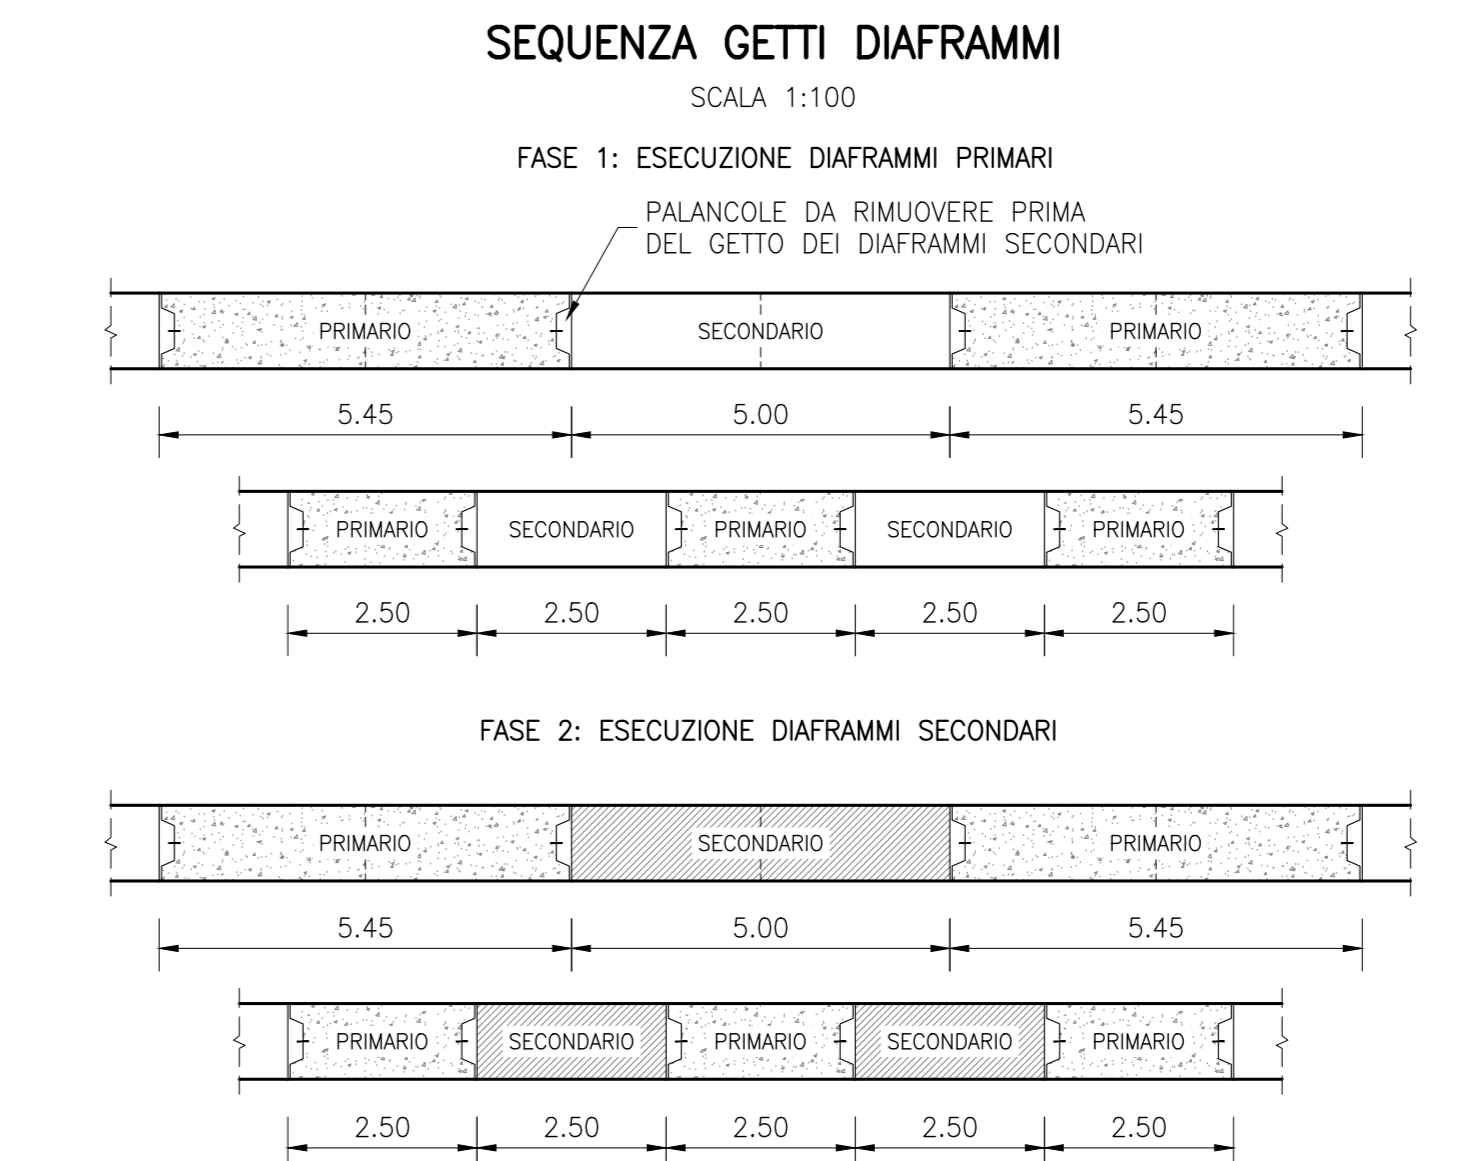 SEQUENZA GETTI DIAFRAMMI
SCALA 1:100
FASE 1: ESECUZIONE DIAFRAMMI PRIMARI
PALANCOLE DA RIMUOVERE PRIMA
DEL GETTO DEI DIAFRAMMI SECONDARI
PRIMARIO SECONDARIO PRIMARIO
5.45 5.00 5.45
PRIMARIO SECONDARIO PRIMARIO SECONDARIO PRIMARIO
2.50 2.50 2.50 2.50 2.50
FASE 2: ESECUZIONE DIAFRAMMI SECONDARI
PRIMARIO SECONDARIO PRIMARIO
5.45 5.00 5.45
PRIMARIO SECONDARIO PRIMARIO SECONDARIO PRIMARIO
2.50 2.50 2.50 2.50 2.50